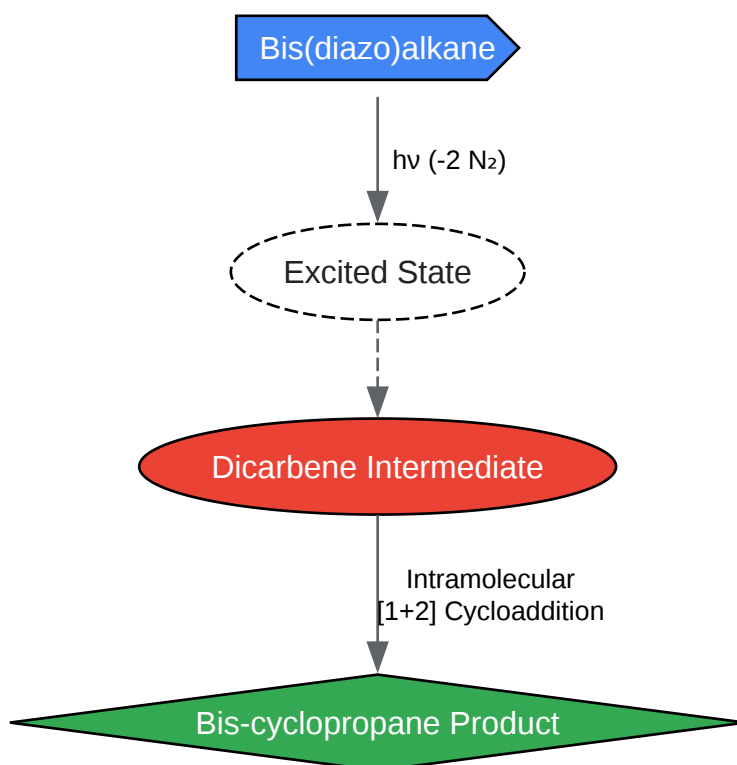 Bis(diazo)alkane
hν (-2 N₂)
Excited State
Dicarbene Intermediate
Intramolecular
[1+2] Cycloaddition
Bis-cyclopropane Product